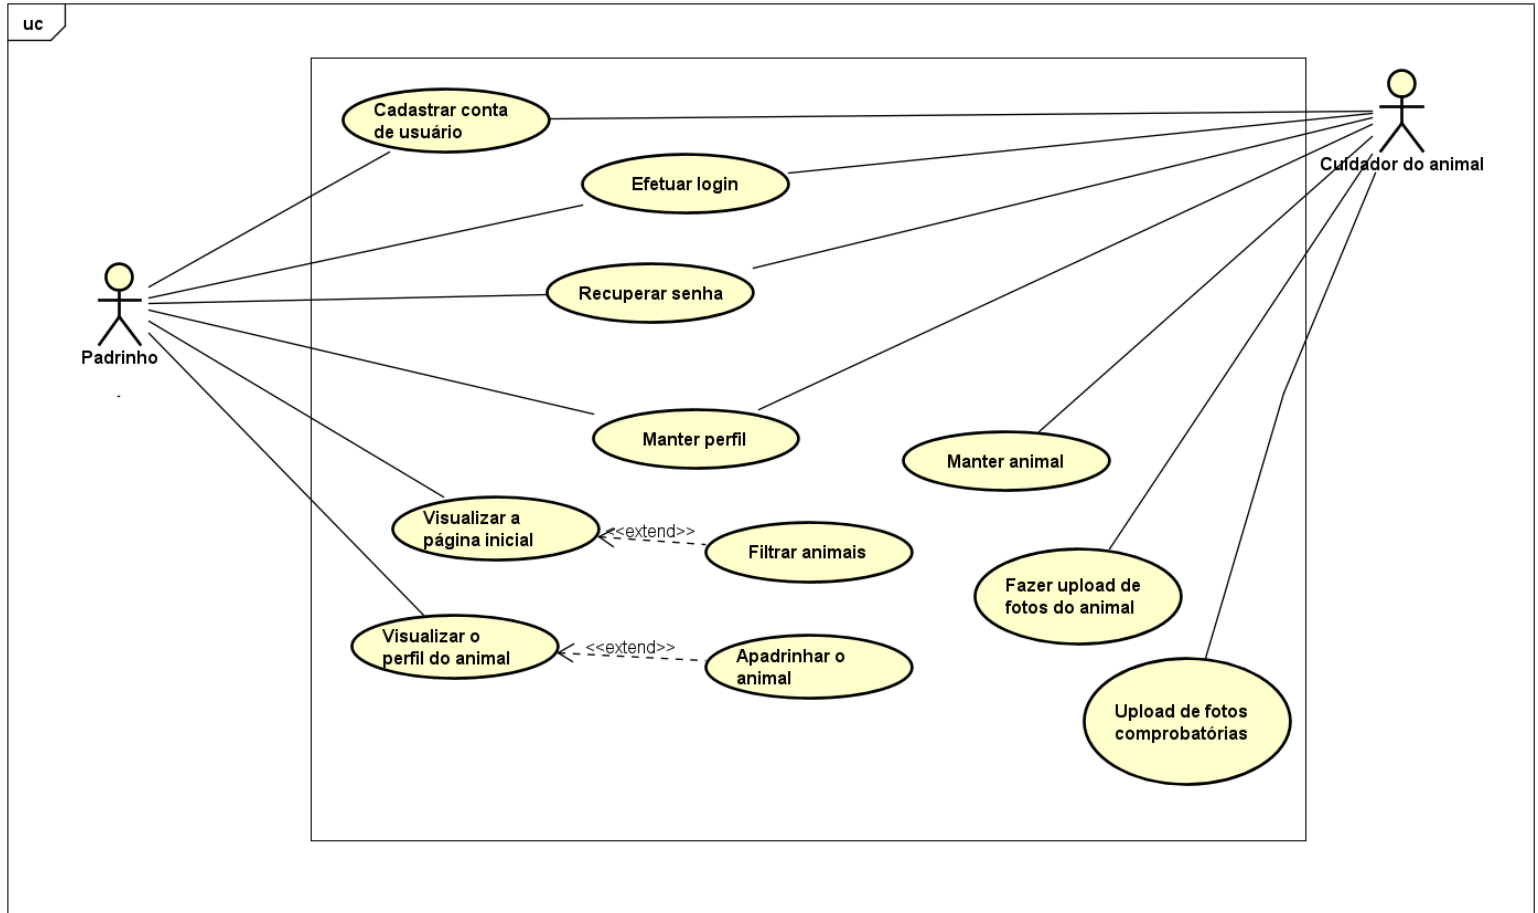 uc
Cadastrar conta
de usuário
Efetuar login
Cuidador do animal
Recuperar senha
Padrinho
Manter perfil
Manter animal
Visualizar a
página inicial
<<extend>>
Filtrar animais
Fazer upload de
fotos do animal
Visualizar o
perfil do animal
<<extend>>
Apadrinhar o
animal
Upload de fotos
comprobatórias